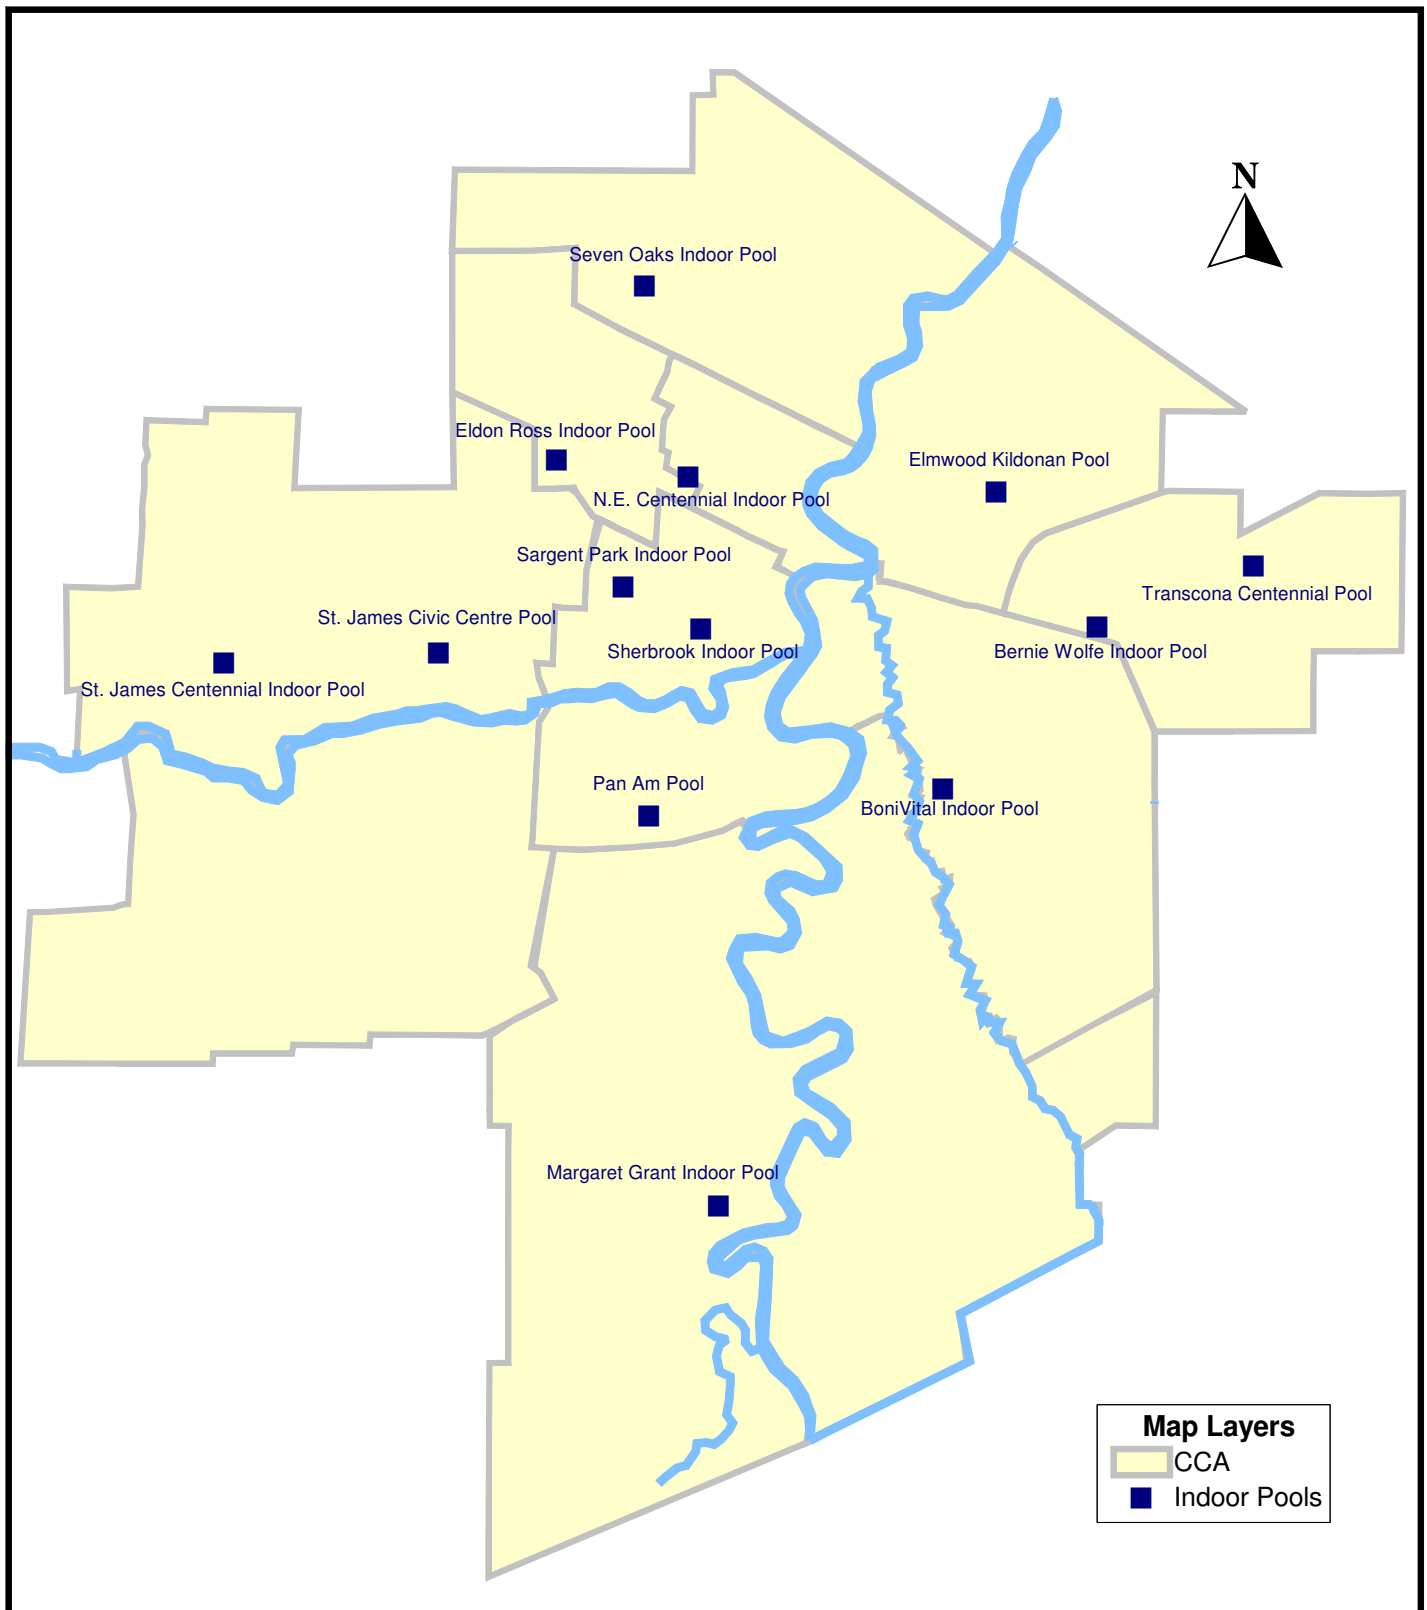 N
Seven Oaks Indoor Pool
Eldon Ross Indoor Pool
Elmwood Kildonan Pool
N.E. Centennial Indoor Pool
Sargent Park Indoor Pool
Transcona Centennial Pool
St. James Civic Centre Pool
Sherbrook Indoor Pool
Bernie Wolfe Indoor Pool
St. James Centennial Indoor Pool
Pan Am Pool
BoniVital Indoor Pool
Margaret Grant Indoor Pool
Map Layers
CCA
Indoor Pools